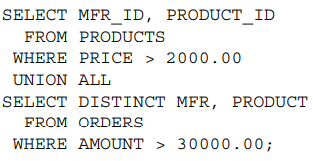 SELECT MFR_ID, PRODUCT_ID
FROM PRODUCTS
WHERE PRICE > 2000.00
UNION ALL
SELECT DISTINCT MFR, PRODUCT
FROM ORDERS
WHERE AMOUNT > 30000.00;